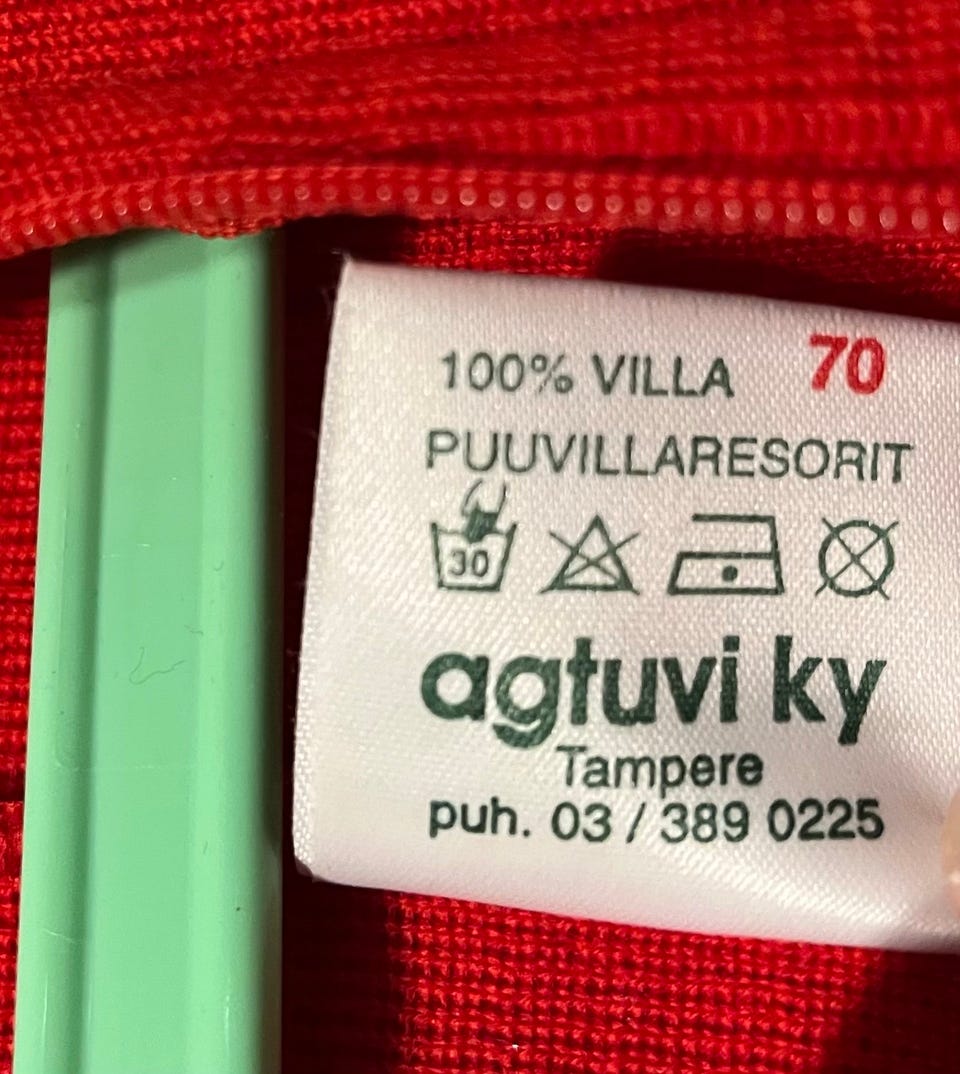 100% VILLA 70
PUUVILLARESORIT
30
agtuvi ky
Tampere
puh. 03 / 389 0225